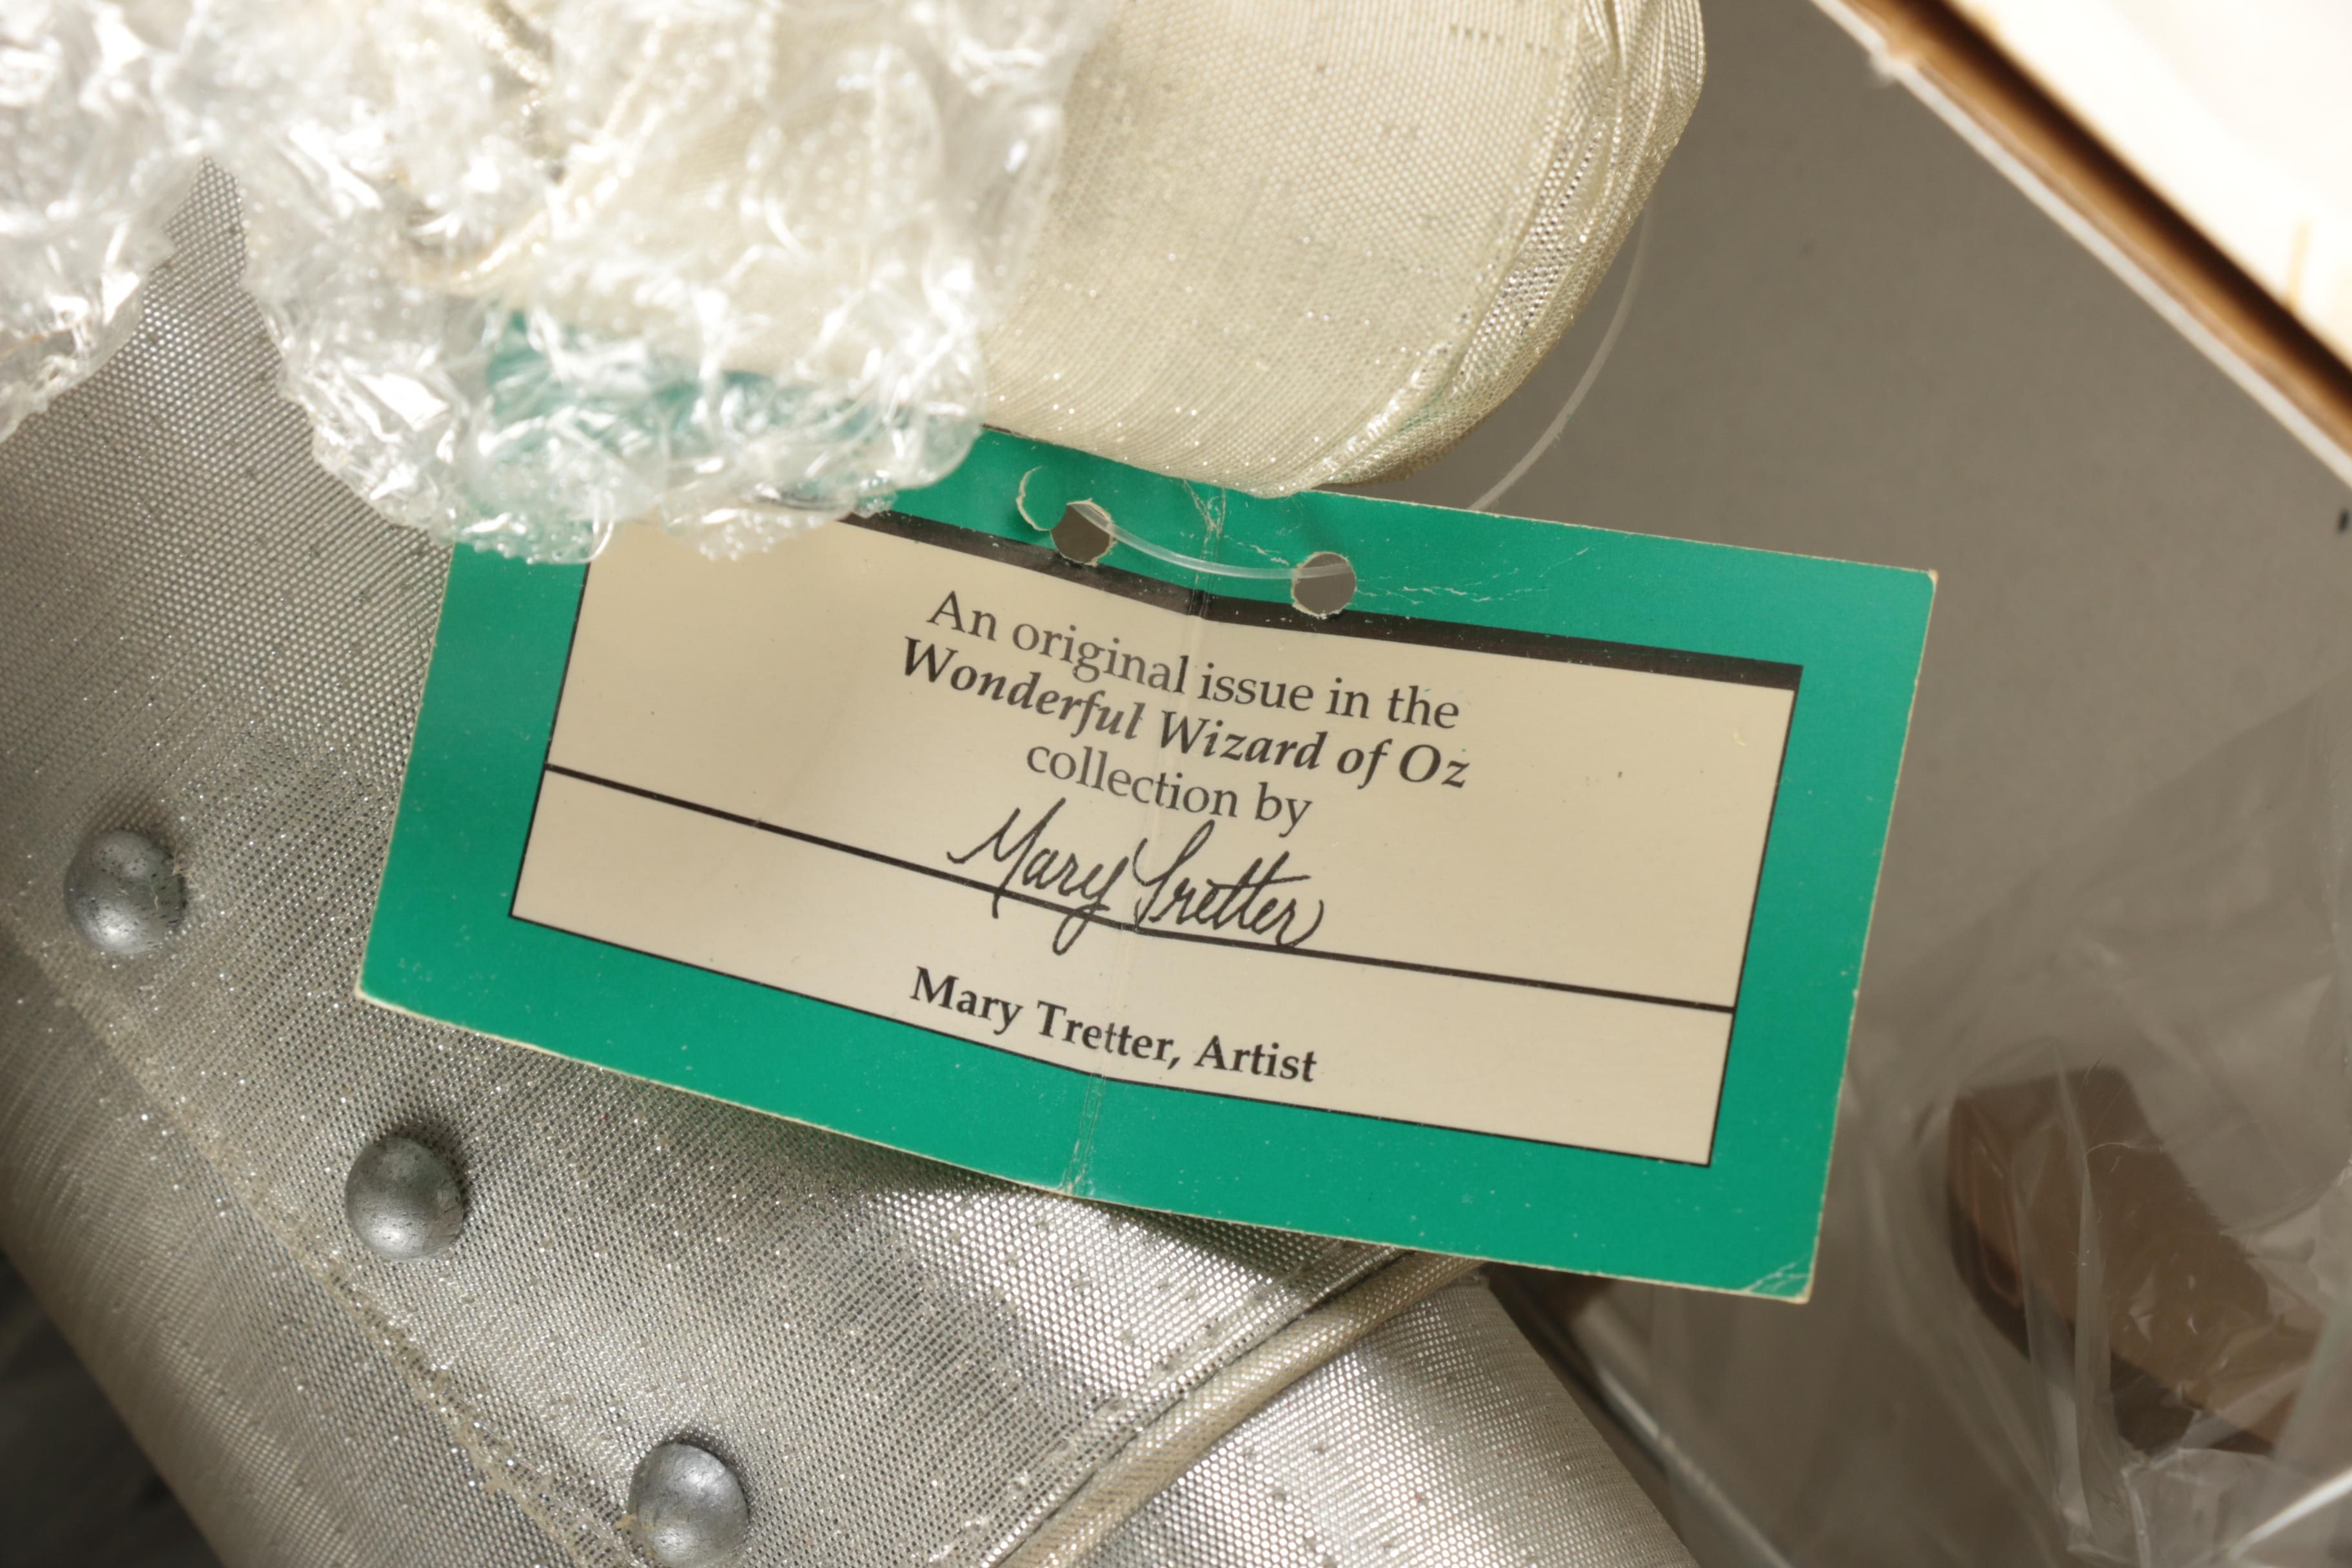 An original issue in the
Wonderful Wizard of Oz
collection by
Mary Tretter
Mary Tretter, Artist